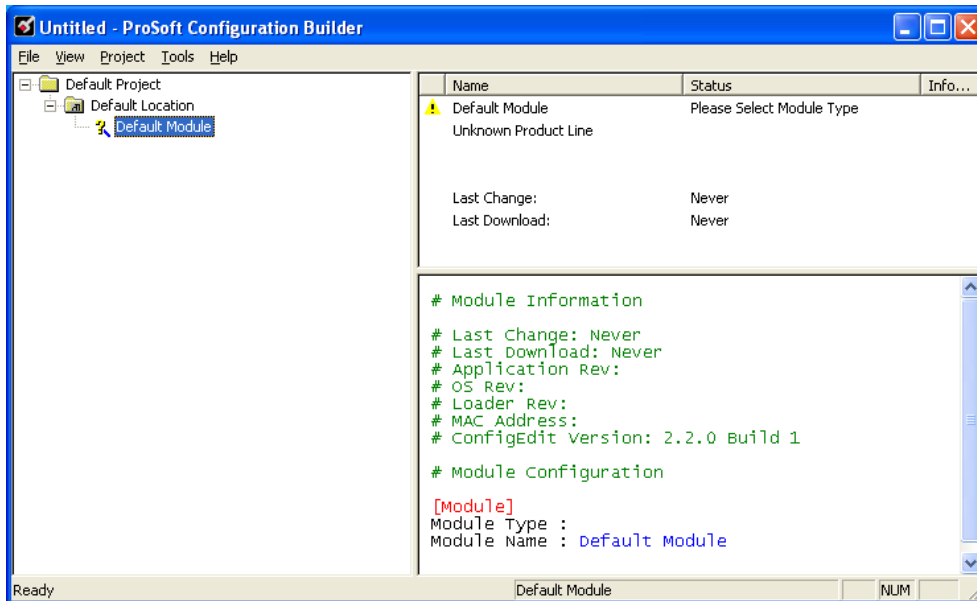 Untitled - ProSoft Configuration Builder
File View Project Tools Help
Default Project
Default Location
Default Module
Name Status Info...
Default Module Please Select Module Type
Unknown Product Line
Last Change: Never
Last Download: Never
# Module Information
# Last Change: Never
# Last Download: Never
# Application Rev:
# OS Rev:
# Loader Rev:
# MAC Address:
# ConfigEdit Version: 2.2.0 Build 1
# Module Configuration
[Module]
Module Type :
Module Name : Default Module
Ready Default Module NUM